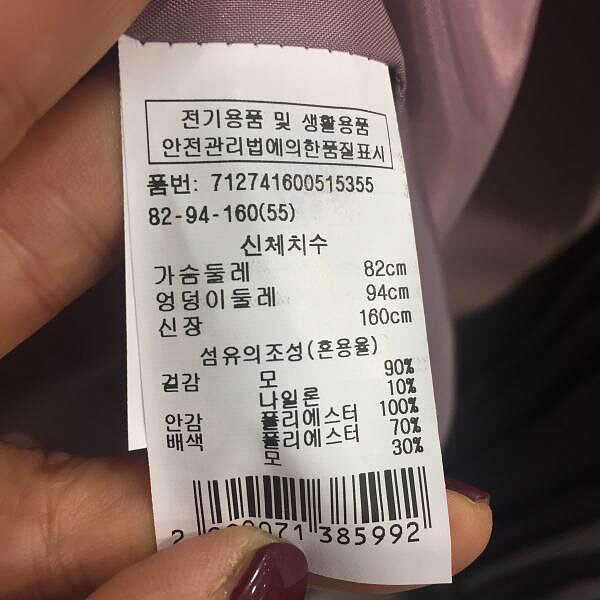 전기용품 및 생활용품
안전관리법에의한품질표시
품번: 712741600515355
82-94-160(55)
신체치수
가슴둘레 82cm
엉덩이둘레 94cm
신장 160cm
섬유의조성(혼용율)
겉감 모 90%
나일론 10%
안감 폴리에스터 100%
배색 폴리에스터 70%
모 30%
2 385992